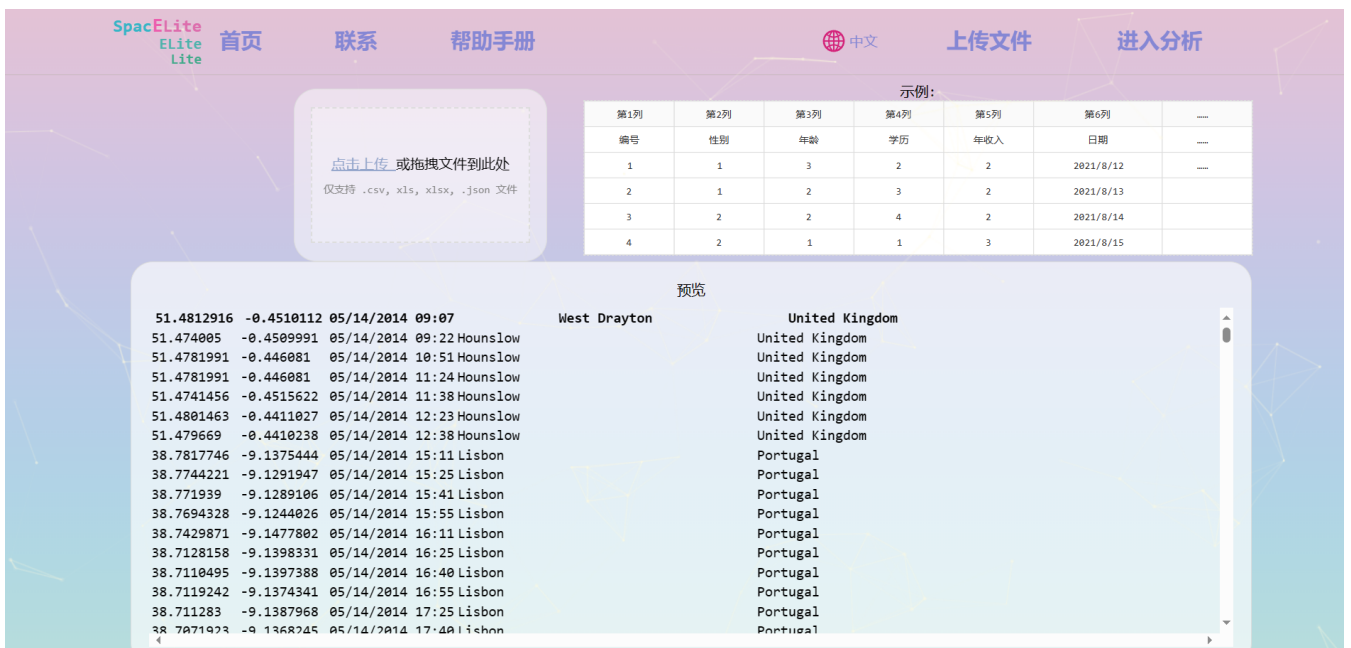 SpacELite
ELite
Lite
首页 联系 帮助手册 中文 上传文件 进入分析
点击上传 或拖拽文件到此处
仅支持 .csv, xls, xlsx, .json 文件
示例:
第1列 第2列 第3列 第4列 第5列 第6列 ……
编号 性别 年龄 学历 年收入 日期 ……
1 1 3 2 2 2021/8/12 ……
2 1 2 3 2 2021/8/13
3 2 2 4 2 2021/8/14
4 2 1 1 3 2021/8/15
预览
51.4812916 -0.4510112 05/14/2014 09:07 West Drayton United Kingdom
51.474005 -0.4509991 05/14/2014 09:22 Hounslow United Kingdom
51.4781991 -0.446081 05/14/2014 10:51 Hounslow United Kingdom
51.4781991 -0.446081 05/14/2014 11:24 Hounslow United Kingdom
51.4741456 -0.4515622 05/14/2014 11:38 Hounslow United Kingdom
51.4801463 -0.4411027 05/14/2014 12:23 Hounslow United Kingdom
51.479669 -0.4410238 05/14/2014 12:38 Hounslow United Kingdom
38.7817746 -9.1375444 05/14/2014 15:11 Lisbon Portugal
38.7744221 -9.1291947 05/14/2014 15:25 Lisbon Portugal
38.771939 -9.1289106 05/14/2014 15:41 Lisbon Portugal
38.7694328 -9.1244026 05/14/2014 15:55 Lisbon Portugal
38.7429871 -9.1477802 05/14/2014 16:11 Lisbon Portugal
38.7128158 -9.1398331 05/14/2014 16:25 Lisbon Portugal
38.7110495 -9.1397388 05/14/2014 16:40 Lisbon Portugal
38.7119242 -9.1374341 05/14/2014 16:55 Lisbon Portugal
38.711283 -9.1387968 05/14/2014 17:25 Lisbon Portugal
38.7071923 -9.1368245 05/14/2014 17:40 Lisbon Portugal